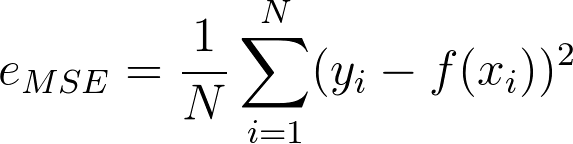 e_{MSE} = \frac{1}{N} \sum_{i=1}^{N} (y_i - f(x_i))^2